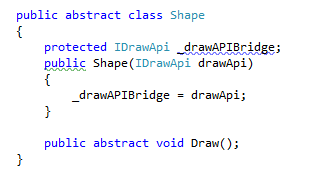 public abstract class Shape
{
    protected IDrawApi _drawAPIBridge;
    public Shape(IDrawApi drawApi)
    {
        _drawAPIBridge = drawApi;
    }

    public abstract void Draw();
}